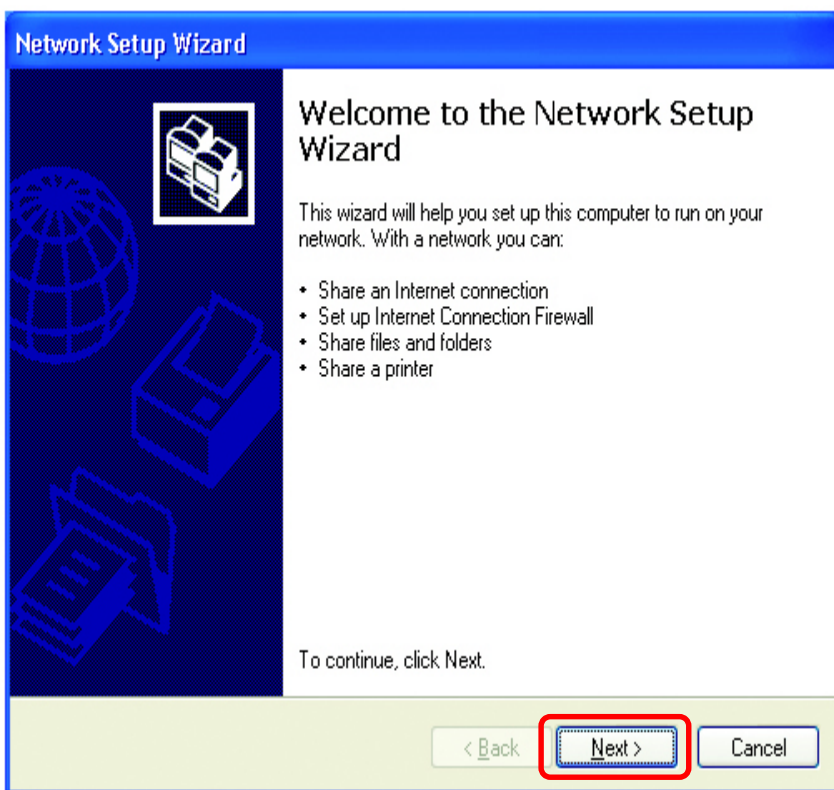 Network Setup Wizard
Welcome to the Network Setup
Wizard
This wizard will help you set up this computer to run on your
network. With a network you can:
• Share an Internet connection
• Set up Internet Connection Firewall
• Share files and folders
• Share a printer
To continue, click Next.
< Back Next > Cancel